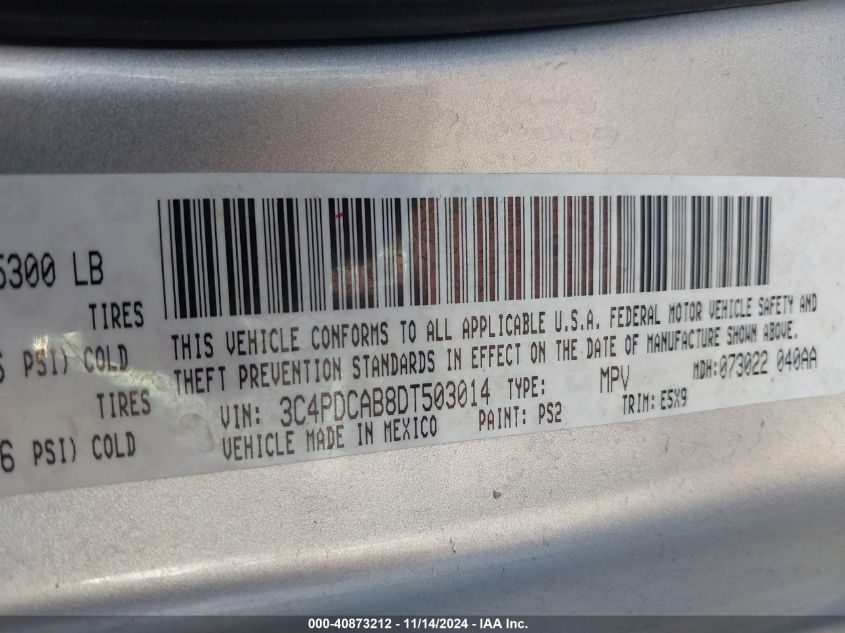 5300 LB
TIRES
PSI) COLD
TIRES
6 PSI) COLD
THIS VEHICLE CONFORMS TO ALL APPLICABLE U.S.A. FEDERAL MOTOR VEHICLE SAFETY AND
THEFT PREVENTION STANDARDS IN EFFECT ON THE DATE OF MANUFACTURE SHOWN ABOVE.
VIN: 3C4PDCAB8DT503014 TYPE: MPV MDH:073022 040AA
VEHICLE MADE IN MEXICO PAINT: PS2 TRIM: E5X9
000-40873212 - 11/14/2024 - IAA Inc.